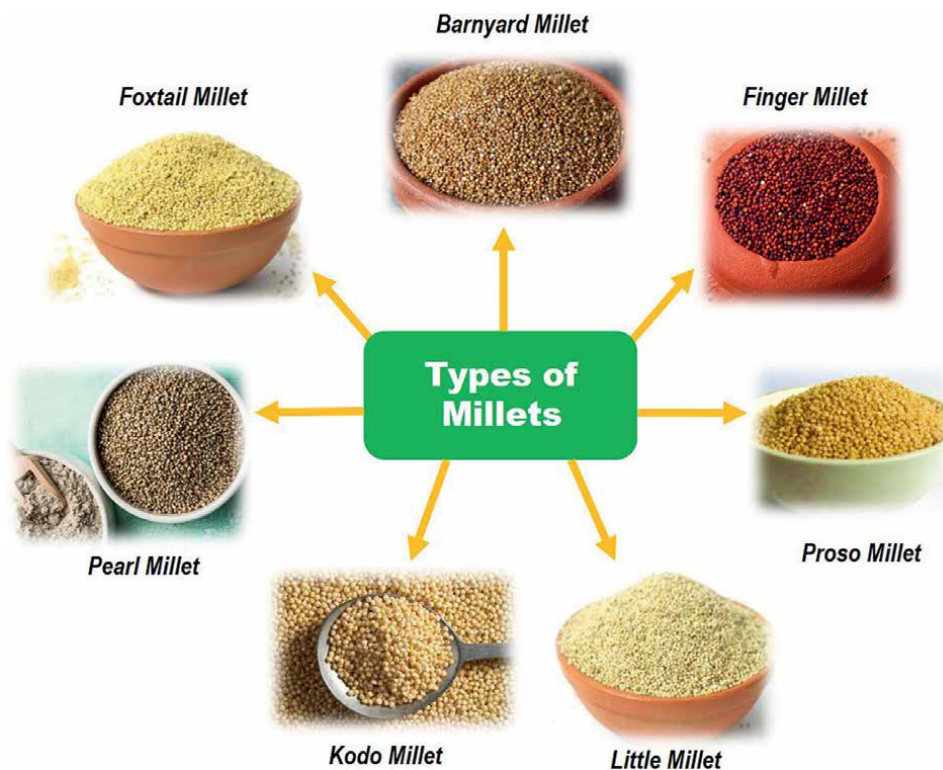 Barnyard Millet
Foxtail Millet
Finger Millet
Types of
Millets
Pearl Millet
Proso Millet
Kodo Millet
Little Millet